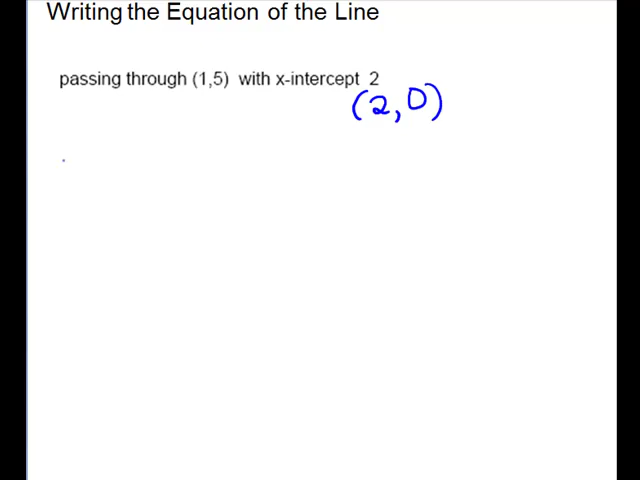 Writing the Equation of the Line
passing through (1,5) with x-intercept 2
(2,0)